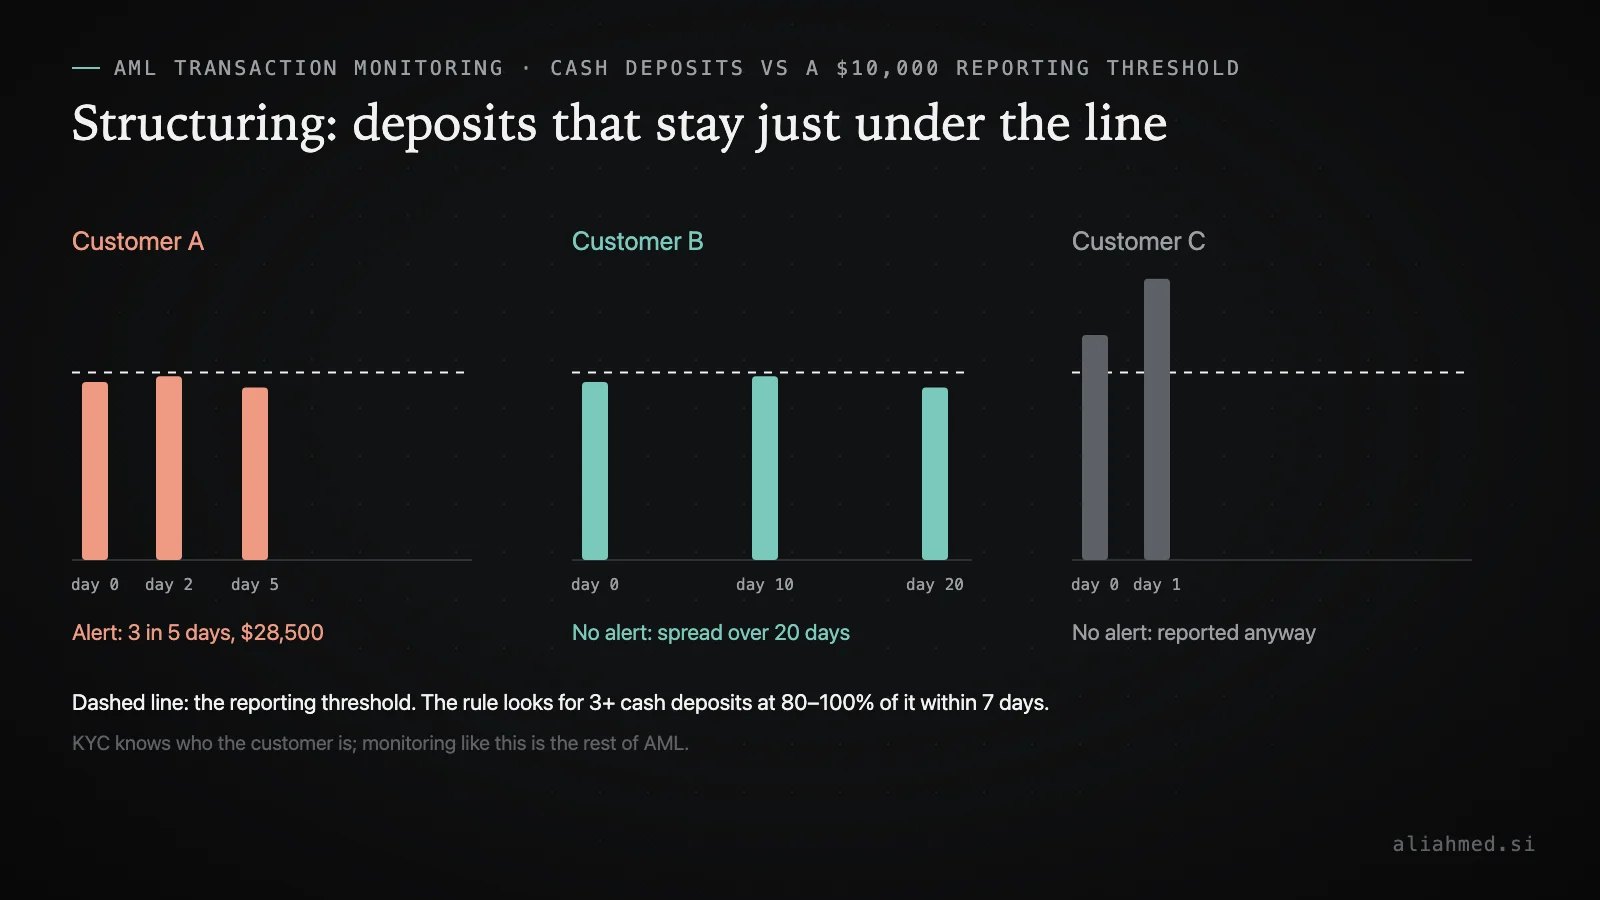 AML TRANSACTION MONITORING · CASH DEPOSITS VS A $10,000 REPORTING THRESHOLD
Structuring: deposits that stay just under the line
Customer A
Customer B
Customer C
day 0 day 2 day 5
day 0 day 10 day 20
day 0 day 1
Alert: 3 in 5 days, $28,500
No alert: spread over 20 days
No alert: reported anyway
Dashed line: the reporting threshold. The rule looks for 3+ cash deposits at 80–100% of it within 7 days.
KYC knows who the customer is; monitoring like this is the rest of AML.
aliahmed.si